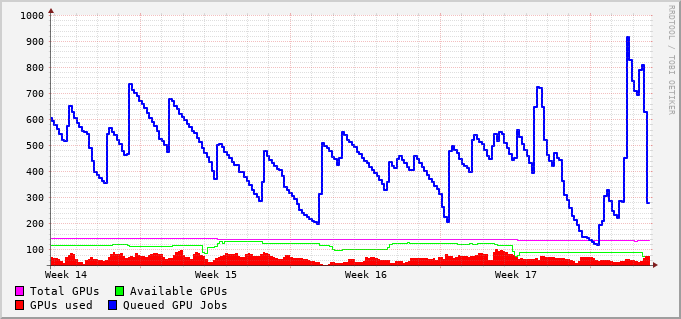 1000
900
800
700
600
500
400
300
200
100
Week 14 Week 15 Week 16 Week 17
Total GPUs Available GPUs
GPUs used Queued GPU Jobs
RRDTOOL / TOBI OETIKER